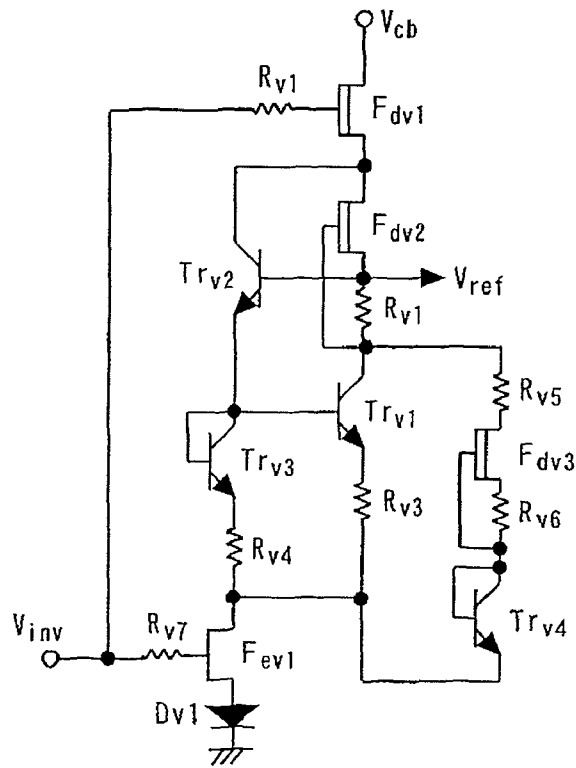 Vcb
Rv1
Fdv1
Fdv2
Trv2
Vref
Rv1
Rv5
Trv1
Fdv3
Trv3
Rv3
Rv6
Rv4
Trv4
Vinv
Rv7
Fev1
Dv1